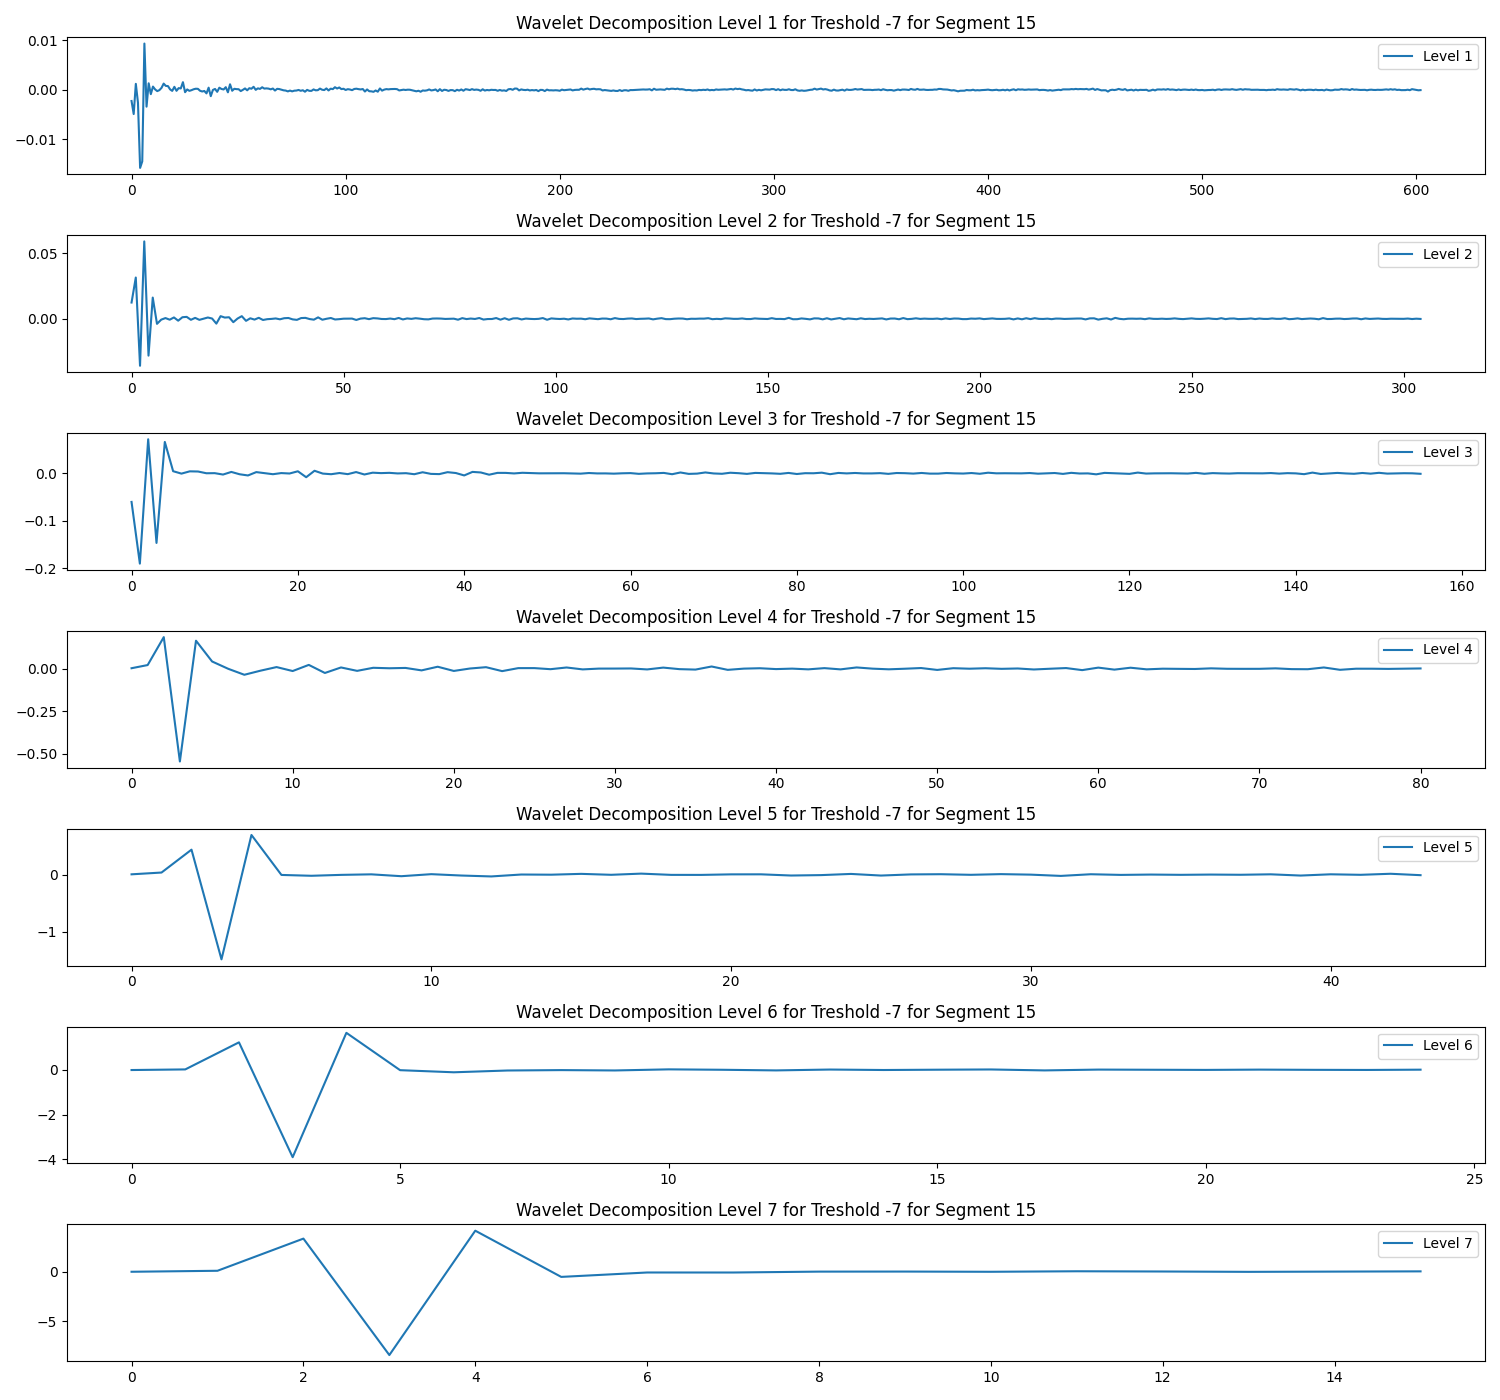 Wavelet Decomposition Level 1 for Treshold -7 for Segment 15
Level 1
0.01
0.00
−0.01
0 100 200 300 400 500 600
Wavelet Decomposition Level 2 for Treshold -7 for Segment 15
Level 2
0.05
0.00
0 50 100 150 200 250 300
Wavelet Decomposition Level 3 for Treshold -7 for Segment 15
Level 3
0.0
−0.1
−0.2
0 20 40 60 80 100 120 140 160
Wavelet Decomposition Level 4 for Treshold -7 for Segment 15
Level 4
0.00
−0.25
−0.50
0 10 20 30 40 50 60 70 80
Wavelet Decomposition Level 5 for Treshold -7 for Segment 15
Level 5
0
−1
0 10 20 30 40
Wavelet Decomposition Level 6 for Treshold -7 for Segment 15
Level 6
0
−2
−4
0 5 10 15 20 25
Wavelet Decomposition Level 7 for Treshold -7 for Segment 15
Level 7
0
−5
0 2 4 6 8 10 12 14